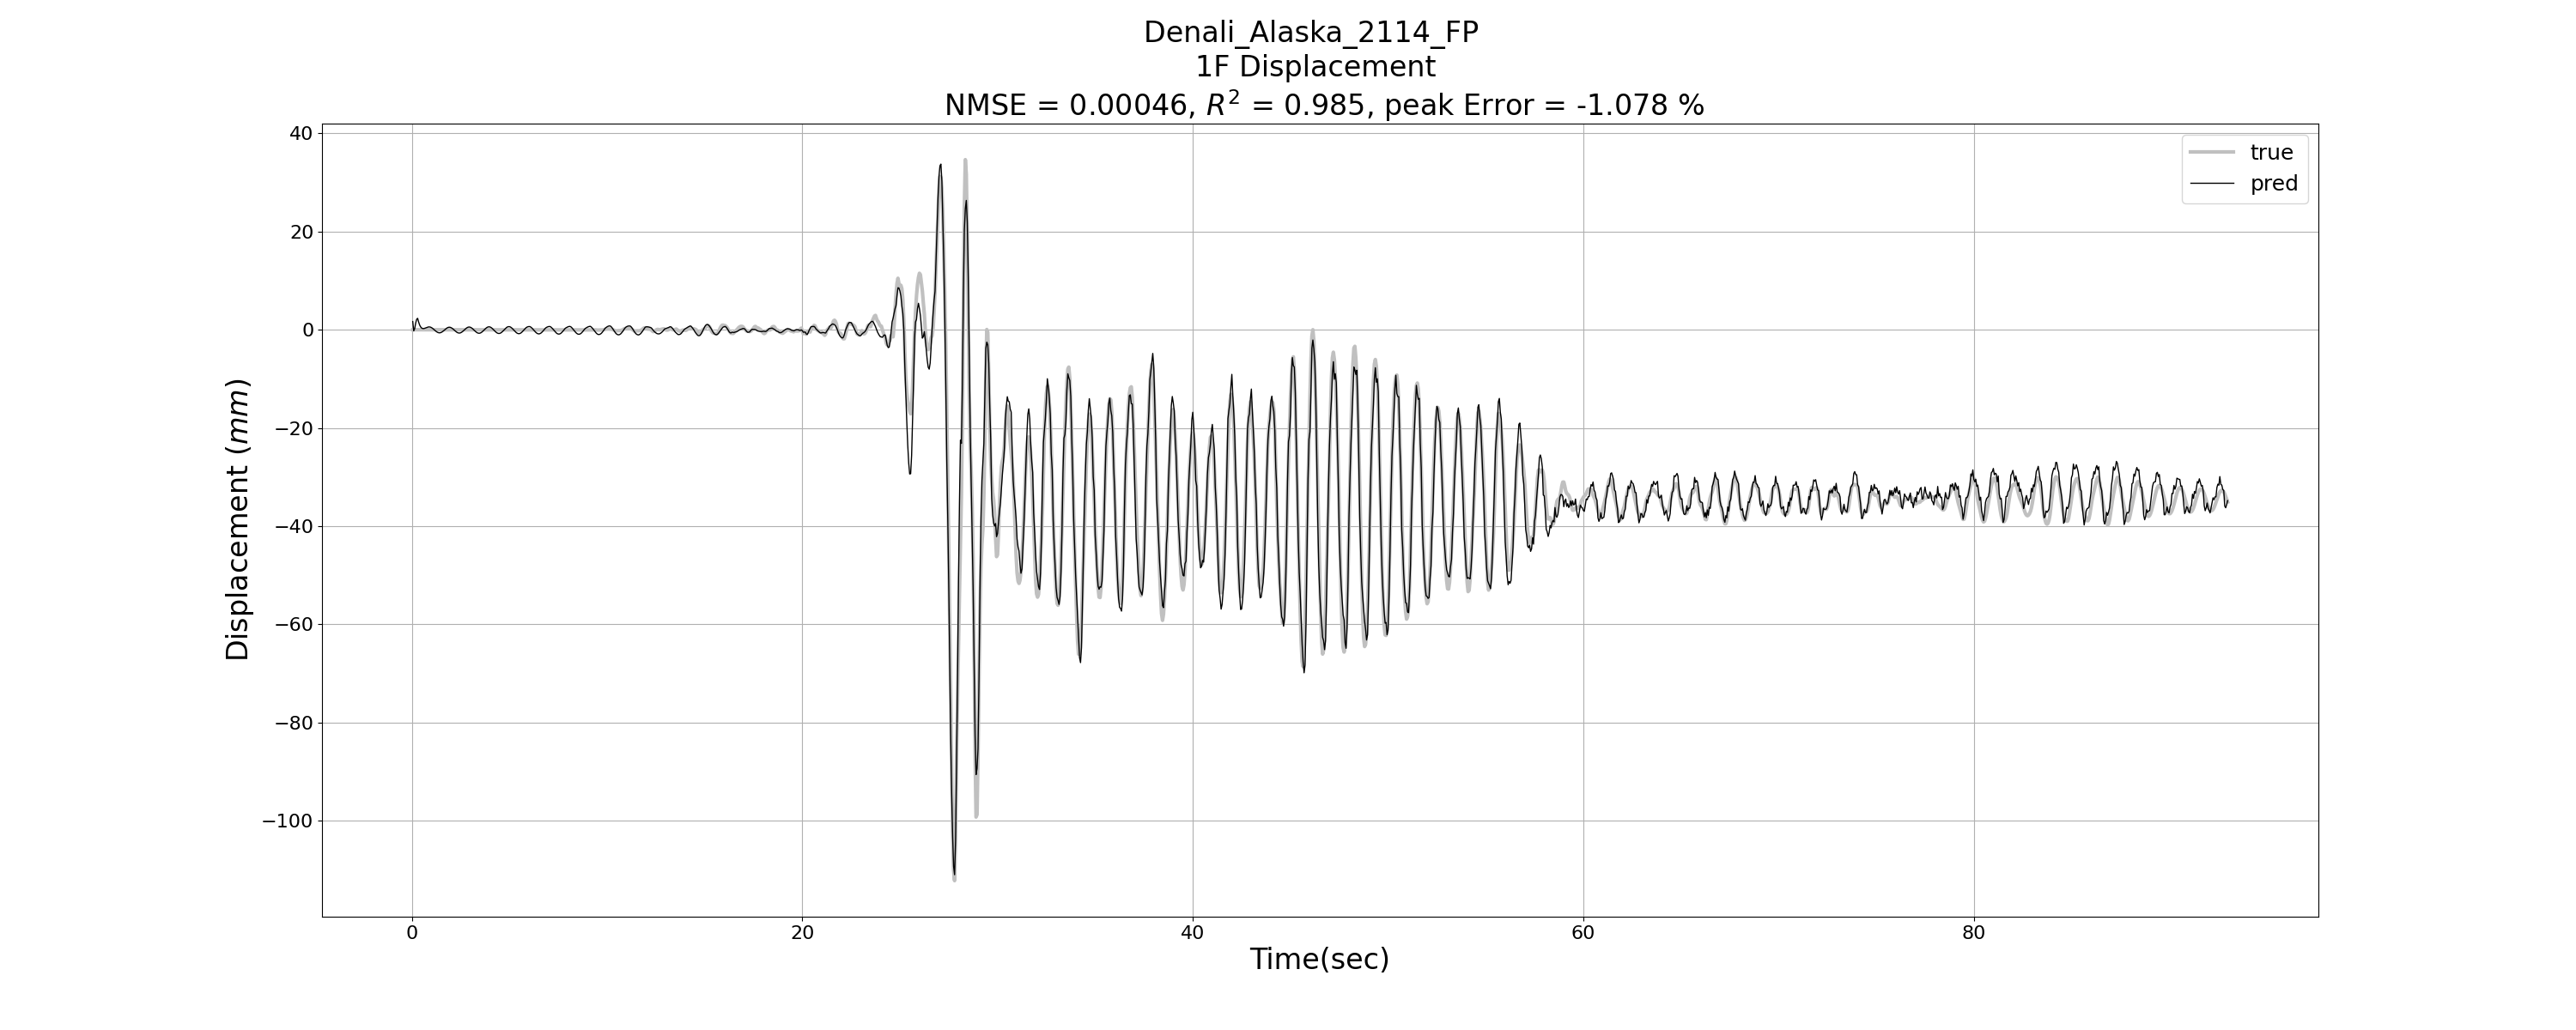 Denali_Alaska_2114_FP
1F Displacement
NMSE = 0.00046, $R^2$ = 0.985, peak Error = -1.078 %
true
pred
40
20
0
−20
−40
−60
−80
−100
Displacement (mm)
0 20 40 60 80
Time(sec)